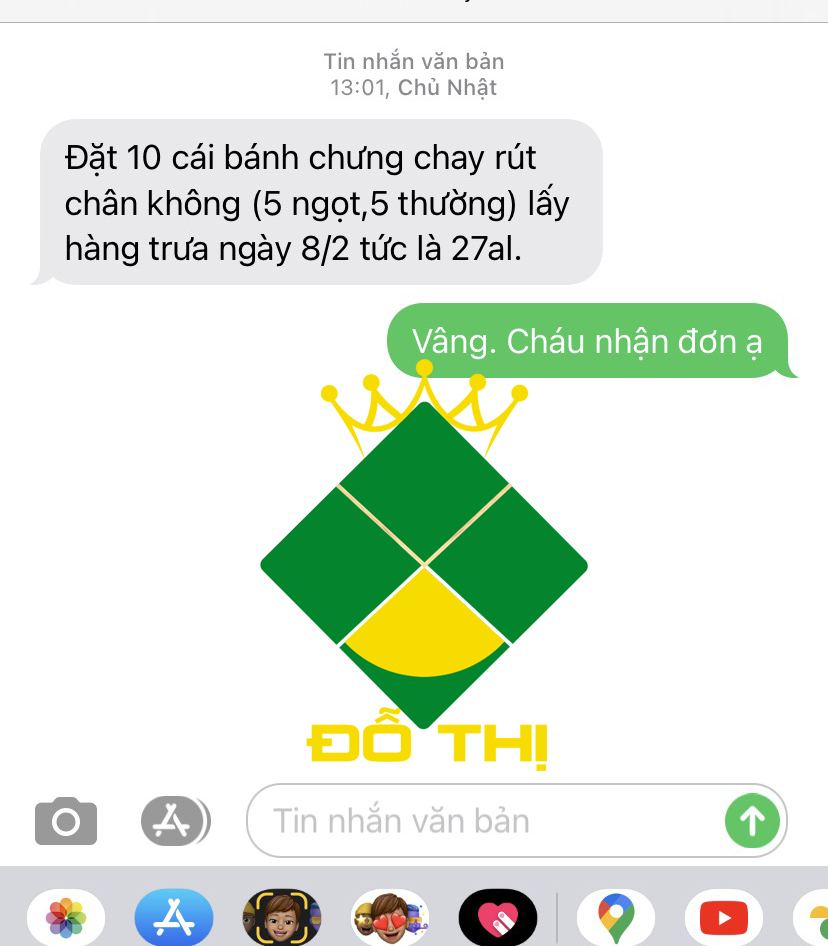 Tin nhắn văn bản
13:01, Chủ Nhật
Đặt 10 cái bánh chưng chay rút
chân không (5 ngọt,5 thường) lấy
hàng trưa ngày 8/2 tức là 27al.
Vâng. Cháu nhận đơn ạ
ĐỖ THỊ
Tin nhắn văn bản